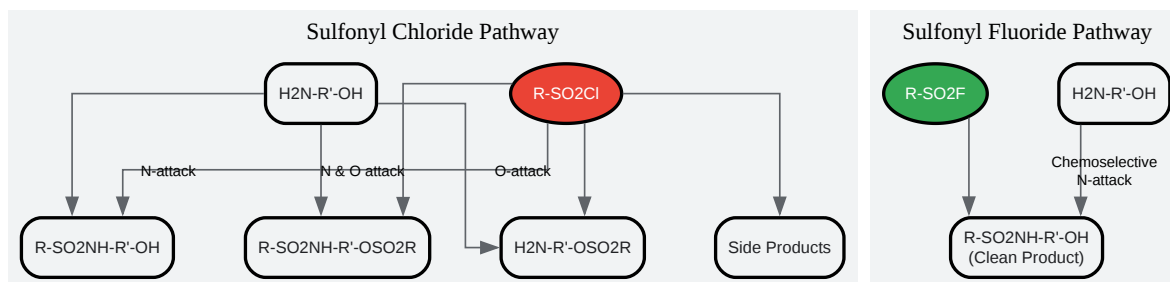 Sulfonyl Chloride Pathway
H2N-R'-OH
R-SO2Cl
N-attack
N & O attack
O-attack
R-SO2NH-R'-OH
R-SO2NH-R'-OSO2R
H2N-R'-OSO2R
Side Products
Sulfonyl Fluoride Pathway
R-SO2F
H2N-R'-OH
Chemoselective
N-attack
R-SO2NH-R'-OH
(Clean Product)